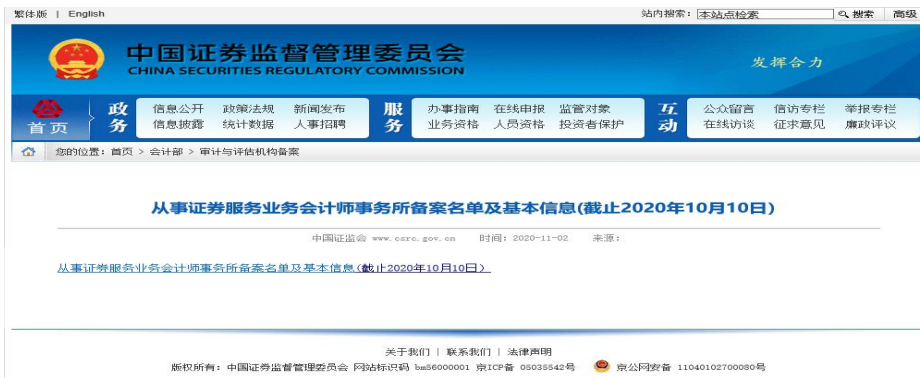 繁体版 | English 站内搜索: 本站点检索 搜索 高级
中国证券监督管理委员会
CHINA SECURITIES REGULATORY COMMISSION
发挥合力
首页 政务 信息公开 政策法规 新闻发布 服务 办事指南 在线申报 监管对象 互动 公众留言 信访专栏 举报专栏
信息披露 统计数据 人事招聘 业务资格 人员资格 投资者保护 在线访谈 征求意见 廉政评议
您的位置: 首页 > 会计部 > 审计与评估机构备案
从事证券服务业务会计师事务所备案名单及基本信息(截止2020年10月10日)
中国证监会 www.csrc.gov.cn 时间: 2020-11-02 来源:
从事证券服务业务会计师事务所备案名单及基本信息(截止2020年10月10日)
关于我们 | 联系我们 | 法律声明
版权所有: 中国证券监督管理委员会 网站标识码 bm56000001 京ICP备 05035542号 京公网安备 11040102700080号